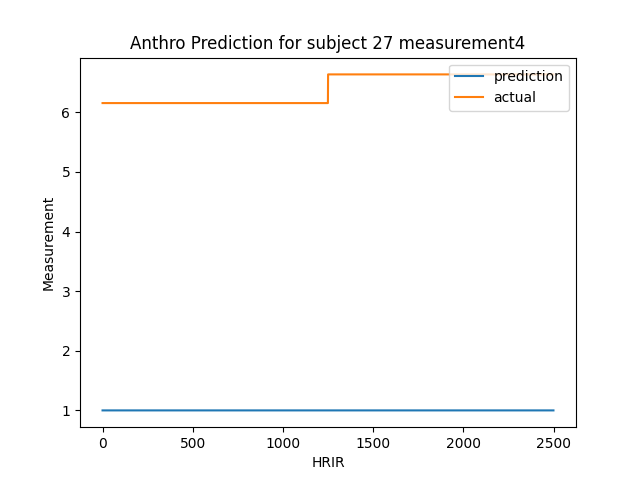 Anthro Prediction for subject 27 measurement4
prediction
actual
6
5
4
3
2
1
Measurement
0 500 1000 1500 2000 2500
HRIR